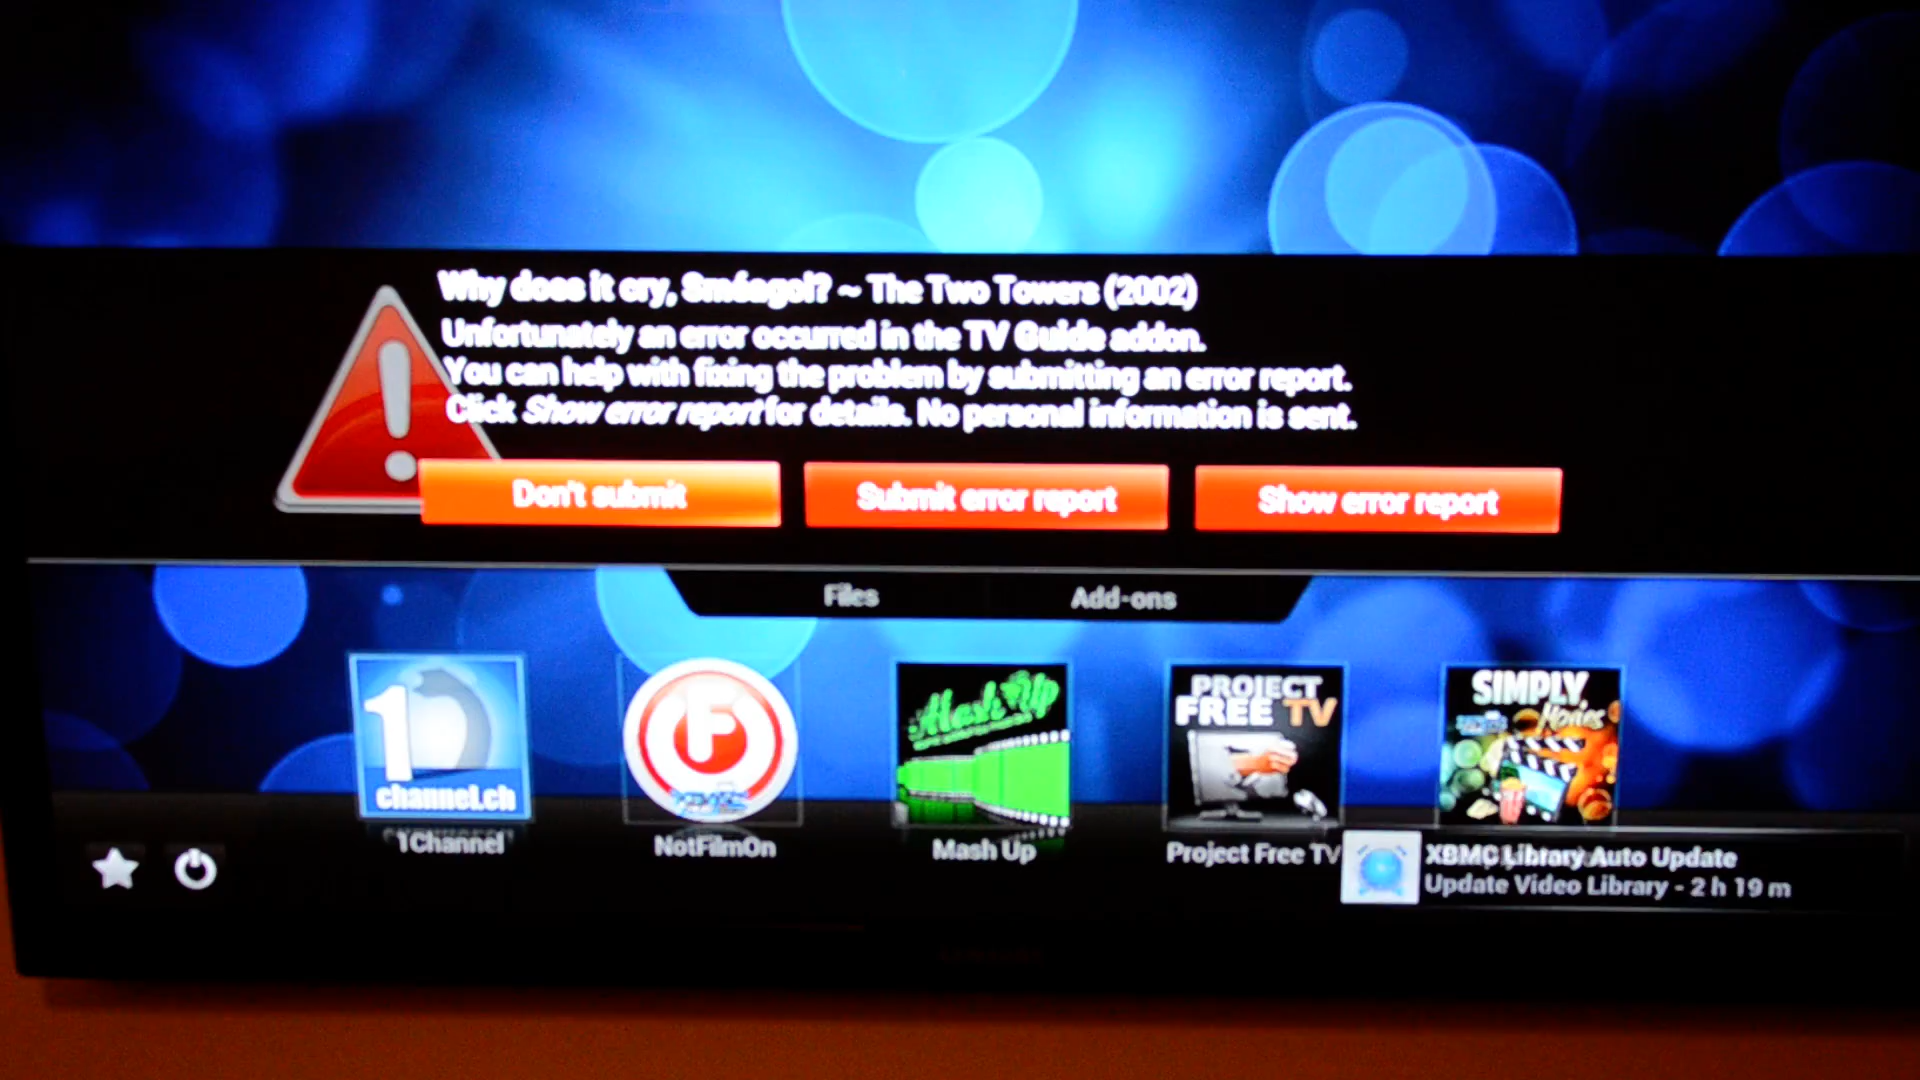 Why does it cry, Sméagol? ~ The Two Towers (2002)
Unfortunately an error occurred in the TV Guide addon.
You can help with fixing the problem by submitting an error report.
Click Show error report for details. No personal information is sent.
Don't submit
Submit error report
Show error report
Files
Add-ons
1
channel.ch
F
Mash Up
PROJECT
FREE TV
SIMPLY
Movies
1Channel
NotFilmOn
Mash Up
Project Free TV
XBMC Library Auto Update
Update Video Library - 2 h 19 m